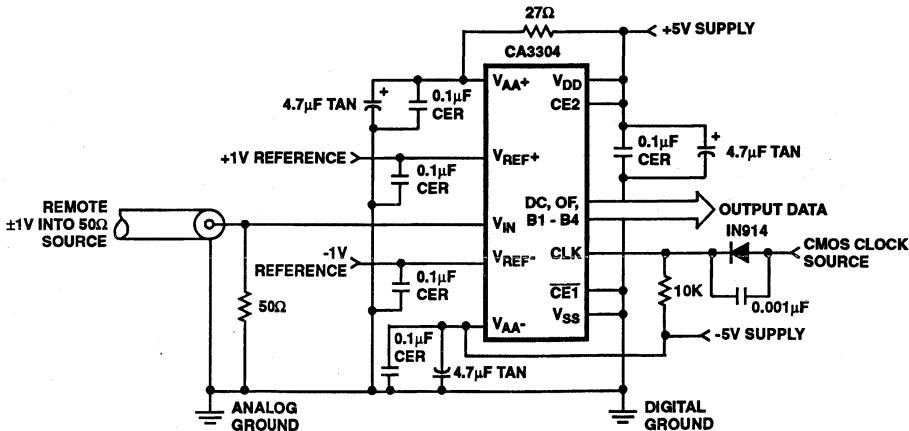 27Ω
+5V SUPPLY
CA3304
4.7µF TAN
+
0.1µF
CER
VAA+
VDD
CE2
0.1µF
CER
+
4.7µF TAN
+1V REFERENCE
VREF+
0.1µF
CER
REMOTE
±1V INTO 50Ω
SOURCE
VIN
DC, OF,
B1 - B4
OUTPUT DATA
IN914
-1V
REFERENCE
VREF-
CLK
CMOS CLOCK
SOURCE
0.1µF
CER
50Ω
CE1
10K
0.001µF
VSS
VAA-
-5V SUPPLY
0.1µF
CER
4.7µF TAN
ANALOG
GROUND
DIGITAL
GROUND